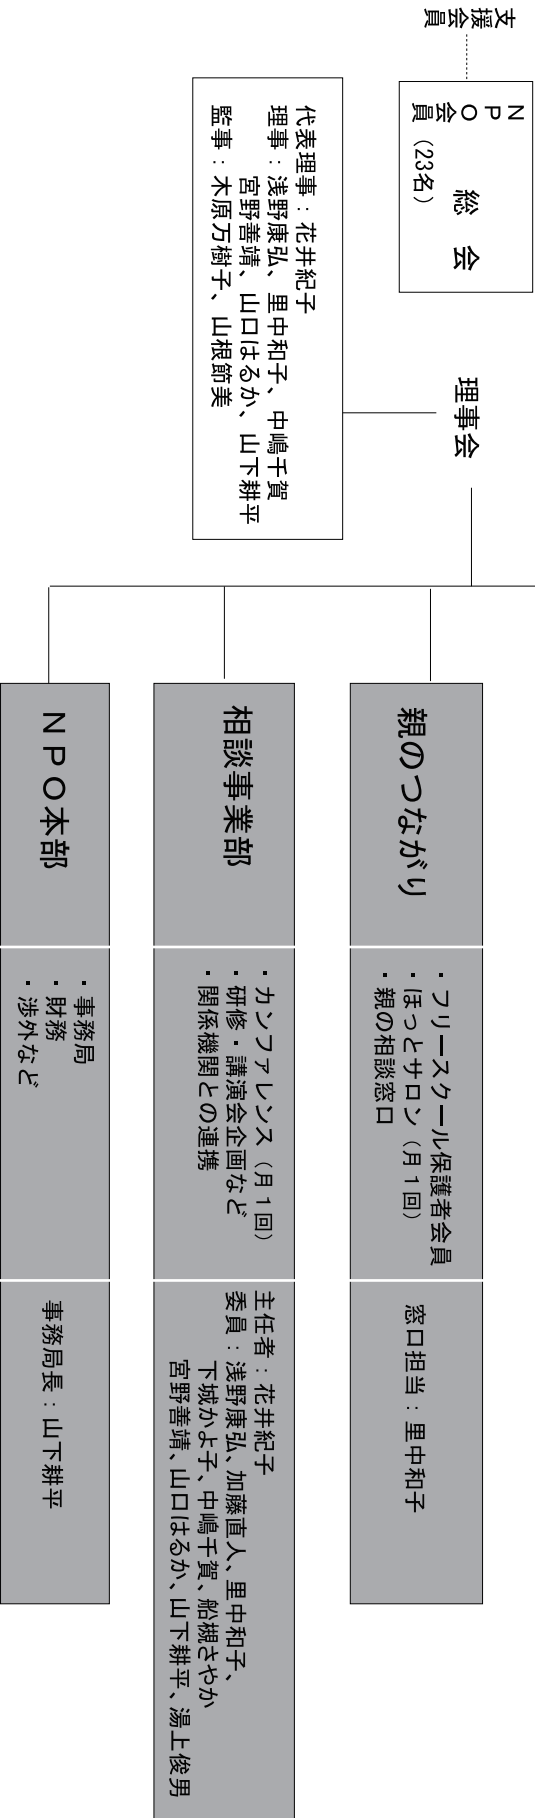 支援会員
NPO会員
(23名)
総 会
理事会
代表理事：花井紀子
理事：浅野康弘、里中和子、中嶋千賀
宮野善靖、山口はるか、山下耕平
監事：木原万樹子、山根節美
親のつながり
・フリースクール保護者会員
・ほっとサロン（月１回）
・親の相談窓口
窓口担当：里中和子
相談事業部
・カンファレンス（月１回）
・研修・講演会企画など
・関係機関との連携
主任者：花井紀子
委員：浅野康弘、加藤直人、里中和子、
下城かよ子、中嶋千賀、船槻さやか
宮野善靖、山口はるか、山下耕平、湯上俊男
ＮＰＯ本部
・事務局
・財務
・渉外など
事務局長：山下耕平